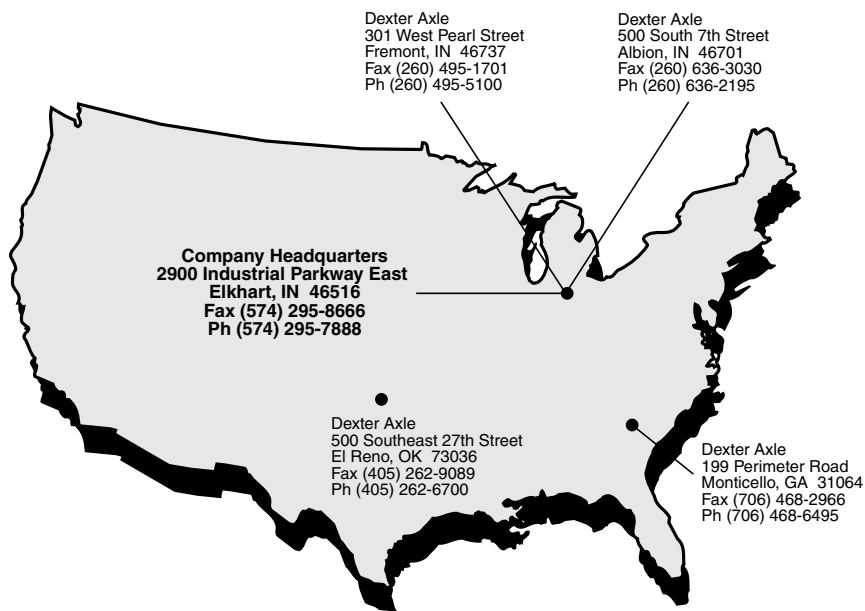 Dexter Axle
301 West Pearl Street
Fremont, IN 46737
Fax (260) 495-1701
Ph (260) 495-5100
Dexter Axle
500 South 7th Street
Albion, IN 46701
Fax (260) 636-3030
Ph (260) 636-2195
Company Headquarters
2900 Industrial Parkway East
Elkhart, IN 46516
Fax (574) 295-8666
Ph (574) 295-7888
Dexter Axle
500 Southeast 27th Street
El Reno, OK 73036
Fax (405) 262-9089
Ph (405) 262-6700
Dexter Axle
199 Perimeter Road
Monticello, GA 31064
Fax (706) 468-2966
Ph (706) 468-6495